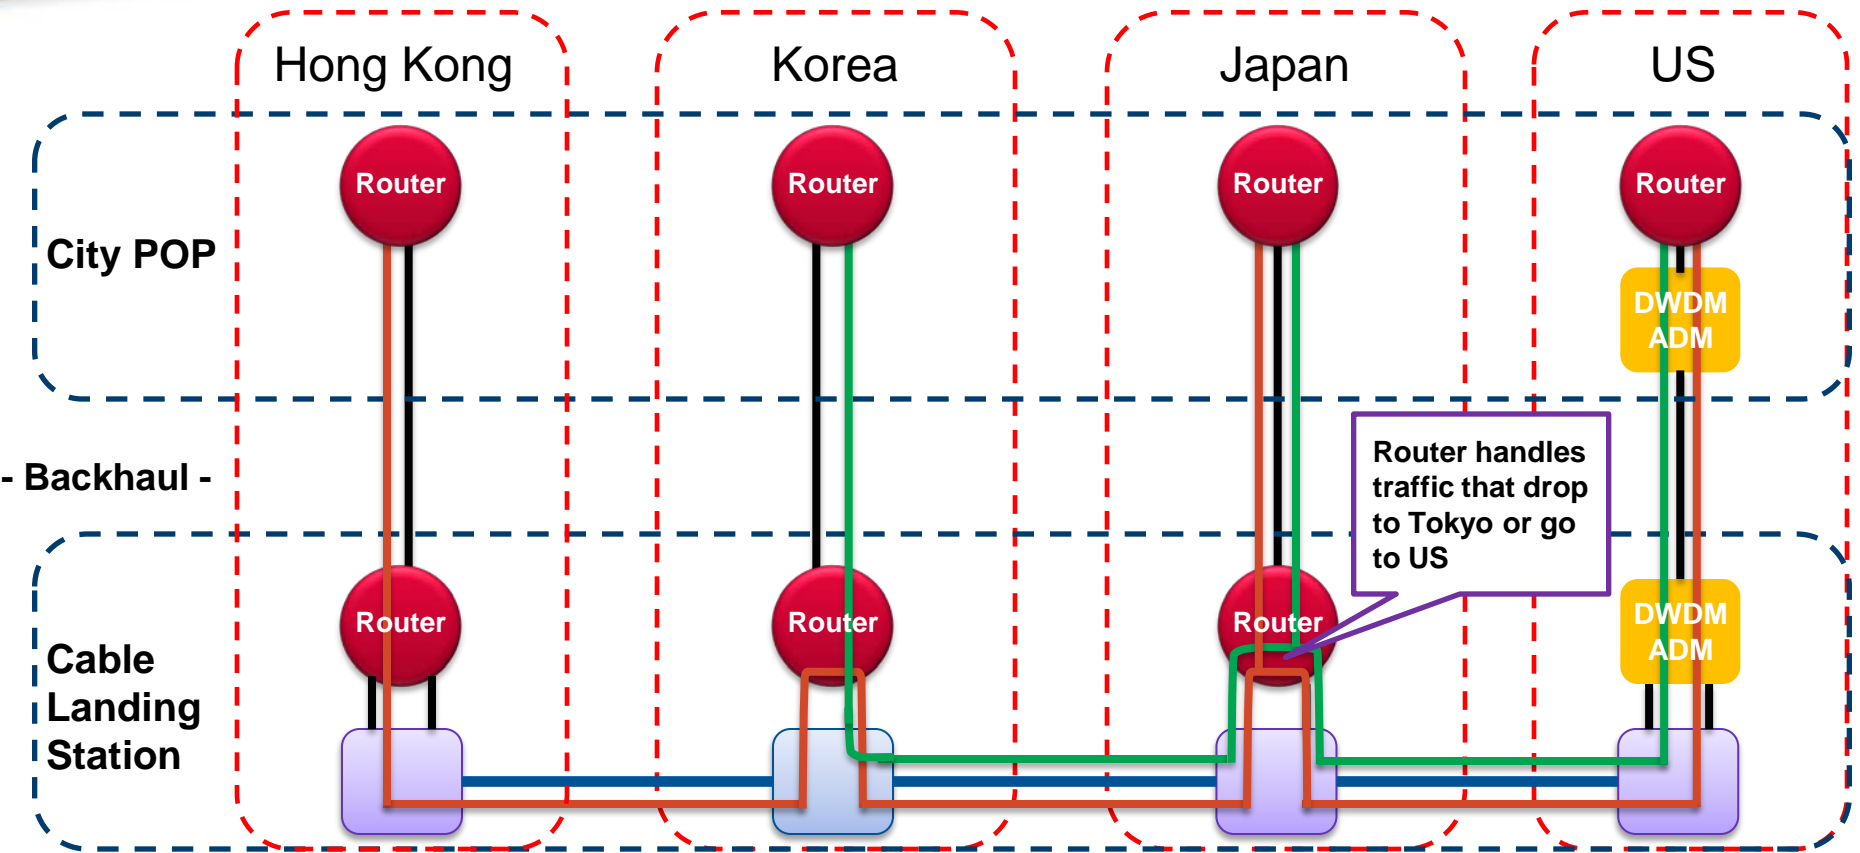 Hong Kong
Korea
Japan
US
Router
Router
Router
Router
City POP
DWDM
ADM
- Backhaul -
Router handles
traffic that drop
to Tokyo or go
to US
Router
Router
Router
DWDM
ADM
Cable
Landing
Station